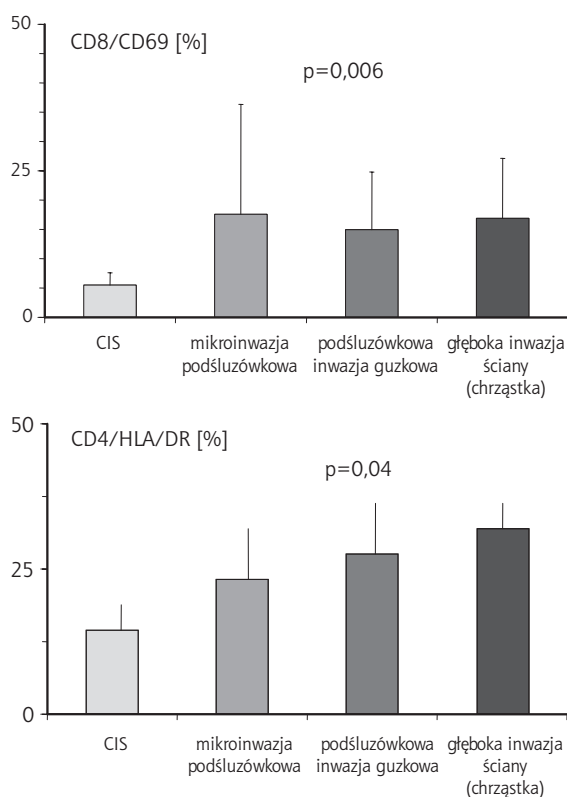 50
CD8/CD69 [%]
p=0,006
25
0
CIS
mikroinwazja
podśluzówkowa
podśluzówkowa
inwazja guzkowa
głęboka inwazja
ściany
(chrząstka)
50
CD4/HLA/DR [%]
p=0,04
25
0
CIS
mikroinwazja
podśluzówkowa
podśluzówkowa
inwazja guzkowa
głęboka inwazja
ściany
(chrząstka)